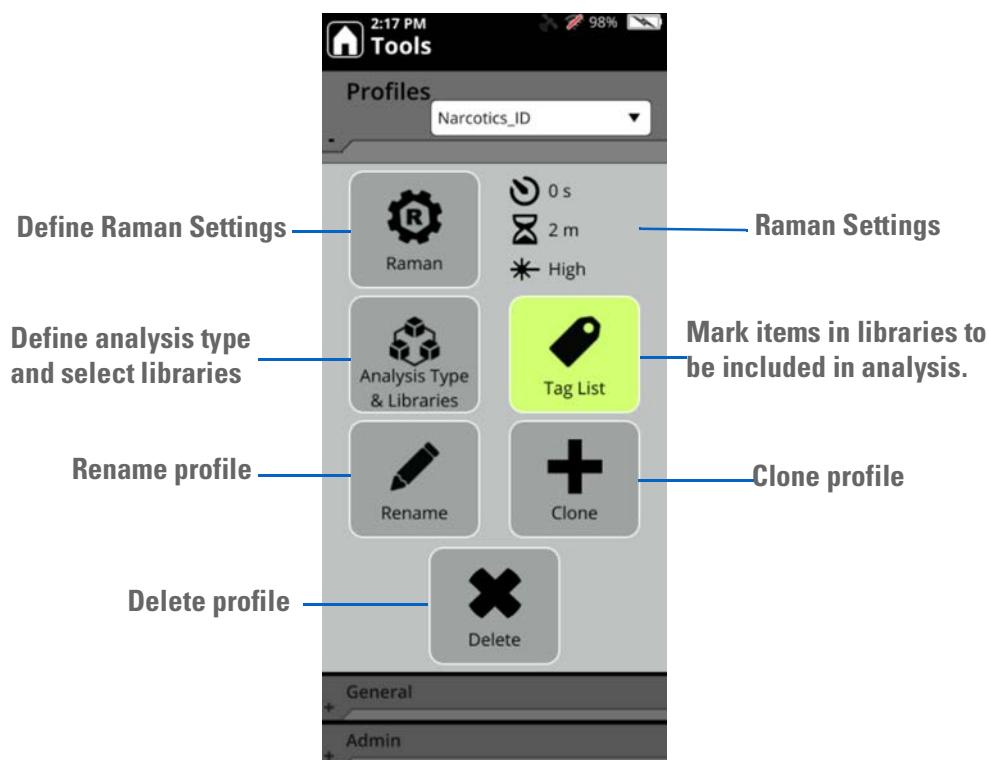 2:17 PM
98%
Tools
Profiles
Narcotics_ID
-
Define Raman Settings
R
Raman
0 s
2 m
High
Raman Settings
Define analysis type
and select libraries
Analysis Type
& Libraries
Tag List
Mark items in libraries to
be included in analysis.
Rename profile
Rename
Clone
Clone profile
Delete profile
Delete
General
+
Admin
+